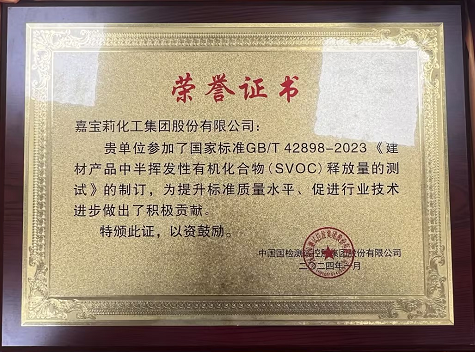 荣誉证书
嘉宝莉化工集团股份有限公司：
贵单位参加了国家标准GB/T 42898-2023《建
材产品中半挥发性有机化合物(SVOC)释放量的测
试》的制订，为提升标准质量水平、促进行业技术
进步做出了积极贡献。
特颁此证，以资鼓励。
中国国检测试控股集团股份有限公司
二〇二四年一月